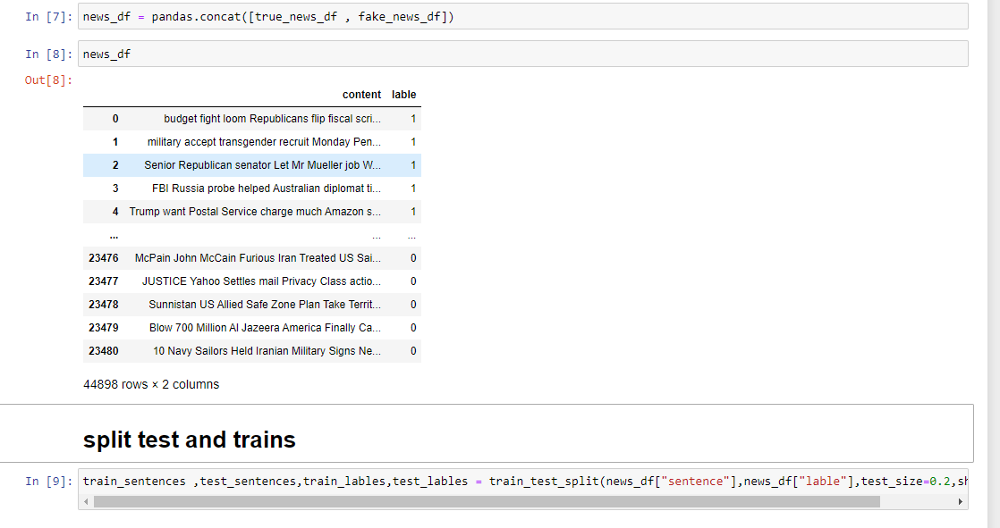 In [7]: news_df = pandas.concat([true_news_df , fake_news_df])
In [8]: news_df
Out[8]:
content lable
0 budget fight loom Republicans flip fiscal scri... 1
1 military accept transgender recruit Monday Pen... 1
2 Senior Republican senator Let Mr Mueller job W... 1
3 FBI Russia probe helped Australian diplomat ti... 1
4 Trump want Postal Service charge much Amazon s... 1
... ... ...
23476 McPain John McCain Furious Iran Treated US Sai... 0
23477 JUSTICE Yahoo Settles mail Privacy Class actio... 0
23478 Sunnistan US Allied Safe Zone Plan Take Territ... 0
23479 Blow 700 Million Al Jazeera America Finally Ca... 0
23480 10 Navy Sailors Held Iranian Military Signs Ne... 0
44898 rows × 2 columns
split test and trains
In [9]: train_sentences ,test_sentences,train_lables,test_lables = train_test_split(news_df["sentence"],news_df["lable"],test_size=0.2,sh